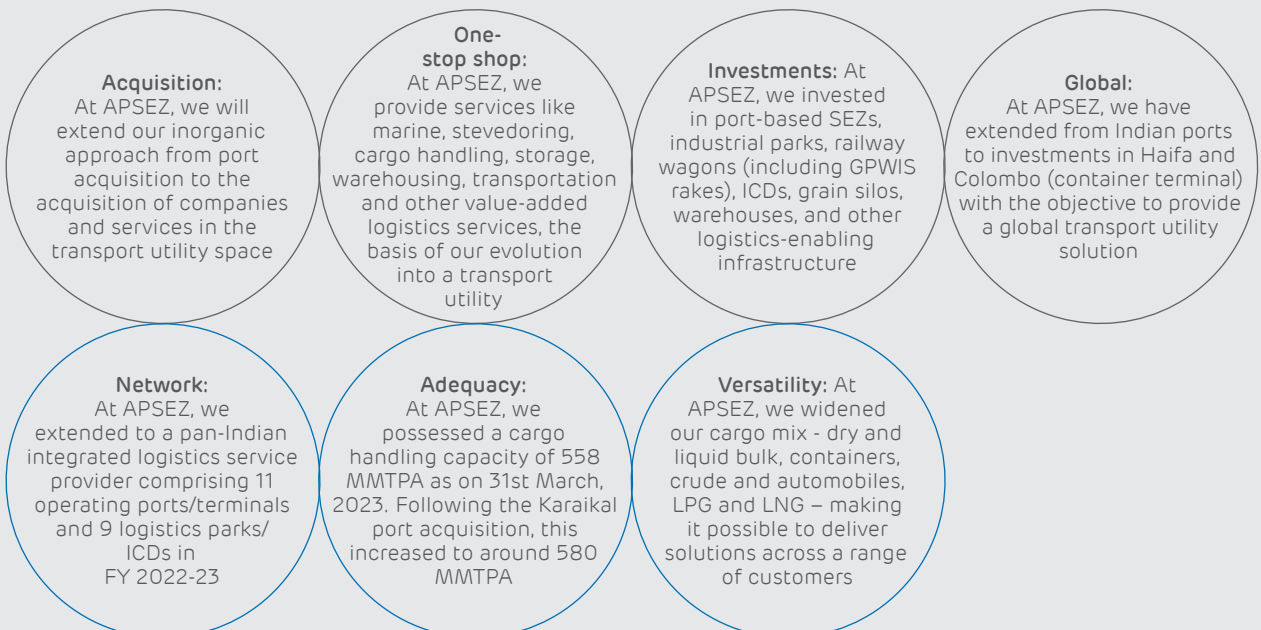 Acquisition:
At APSEZ, we will
extend our inorganic
approach from port
acquisition to the
acquisition of companies
and services in the
transport utility space
One-
stop shop:
At APSEZ, we
provide services like
marine, stevedoring,
cargo handling, storage,
warehousing, transportation
and other value-added
logistics services, the
basis of our evolution
into a transport
utility
Investments: At
APSEZ, we invested
in port-based SEZs,
industrial parks, railway
wagons (including GPWIS
rakes), ICDs, grain silos,
warehouses, and other
logistics-enabling
infrastructure
Global:
At APSEZ, we have
extended from Indian ports
to investments in Haifa and
Colombo (container terminal)
with the objective to provide
a global transport utility
solution
Network:
At APSEZ, we
extended to a pan-Indian
integrated logistics service
provider comprising 11
operating ports/terminals
and 9 logistics parks/
ICDs in
FY 2022-23
Adequacy:
At APSEZ, we
possessed a cargo
handling capacity of 558
MMTPA as on 31st March,
2023. Following the Karaikal
port acquisition, this
increased to around 580
MMTPA
Versatility: At
APSEZ, we widened
our cargo mix - dry and
liquid bulk, containers,
crude and automobiles,
LPG and LNG – making
it possible to deliver
solutions across a range
of customers